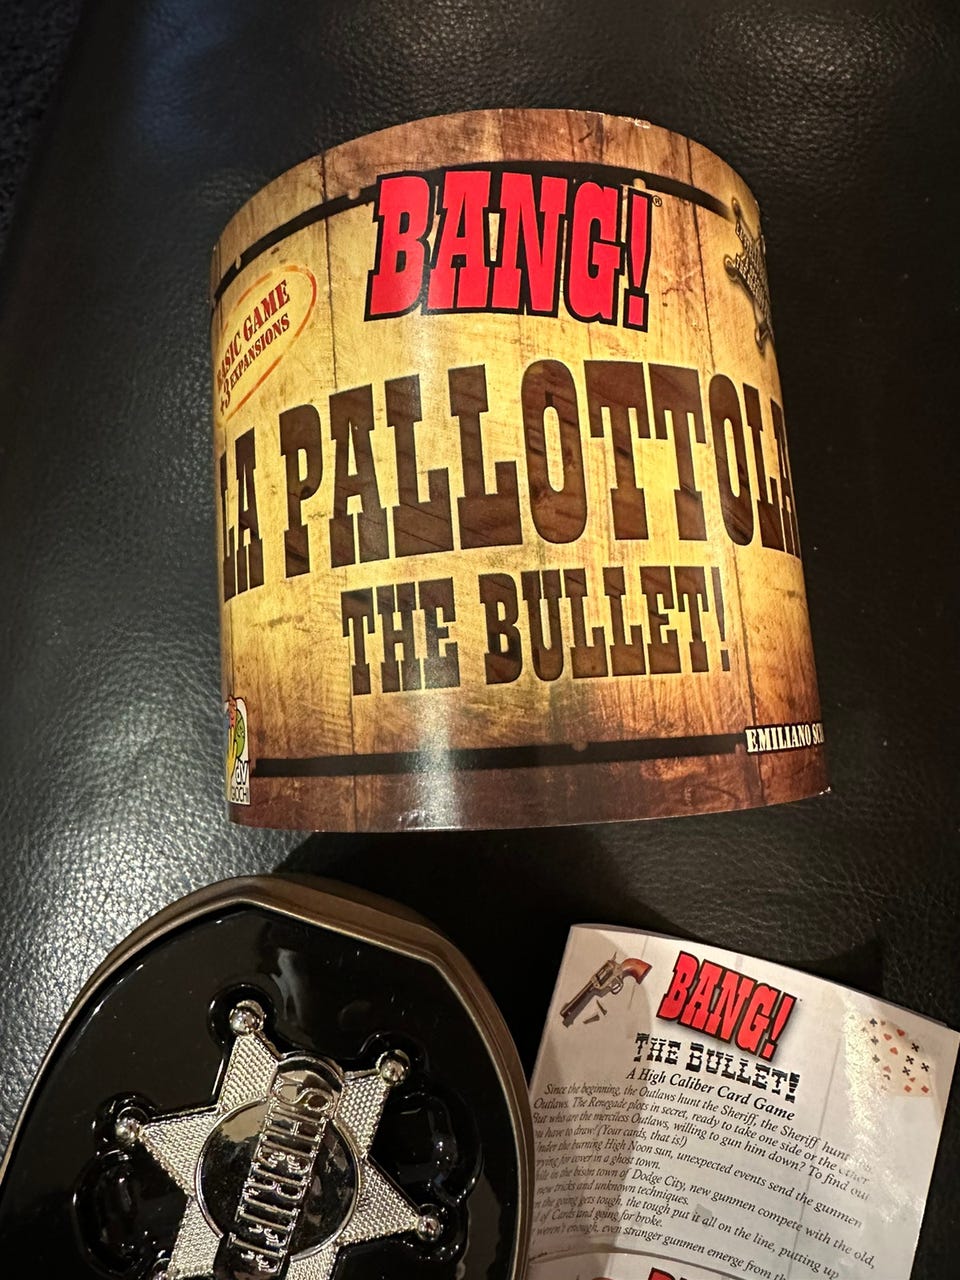 BANG!®
BASIC GAME
+3 EXPANSIONS
LA PALLOTTOLA
THE BULLET!
EMILIANO
dV
GIOCHI
SHERIFF
BANG!
THE BULLET!
A High Caliber Card Game
Since the beginning, the Outlaws hunt the Sheriff, the Sheriff hunts the
Outlaws. The Renegade plots in secret, ready to take one side or the other.
But who are the merciless Outlaws, willing to gun him down? To find out
you have to draw! (Your cards, that is!)
Under the burning High Noon sun, unexpected events send the gunmen
trying for cover in a ghost town.
while in the bison town of Dodge City, new gunmen compete with the old,
new tricks and unknown techniques.
the going gets tough, the tough put it all on the line, putting up
of Cards and going for broke.
weren't enough, even stranger gunmen emerge from